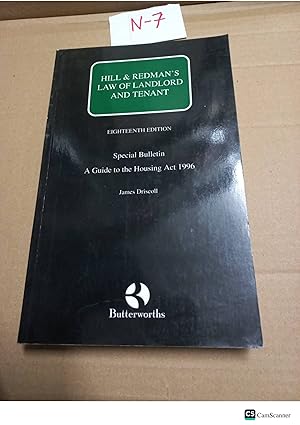 N-7
HILL & REDMAN'S
LAW OF LANDLORD
AND TENANT
EIGHTEENTH EDITION
Special Bulletin
A Guide to the Housing Act 1996
James Driscoll
Butterworths
CS CamScanner